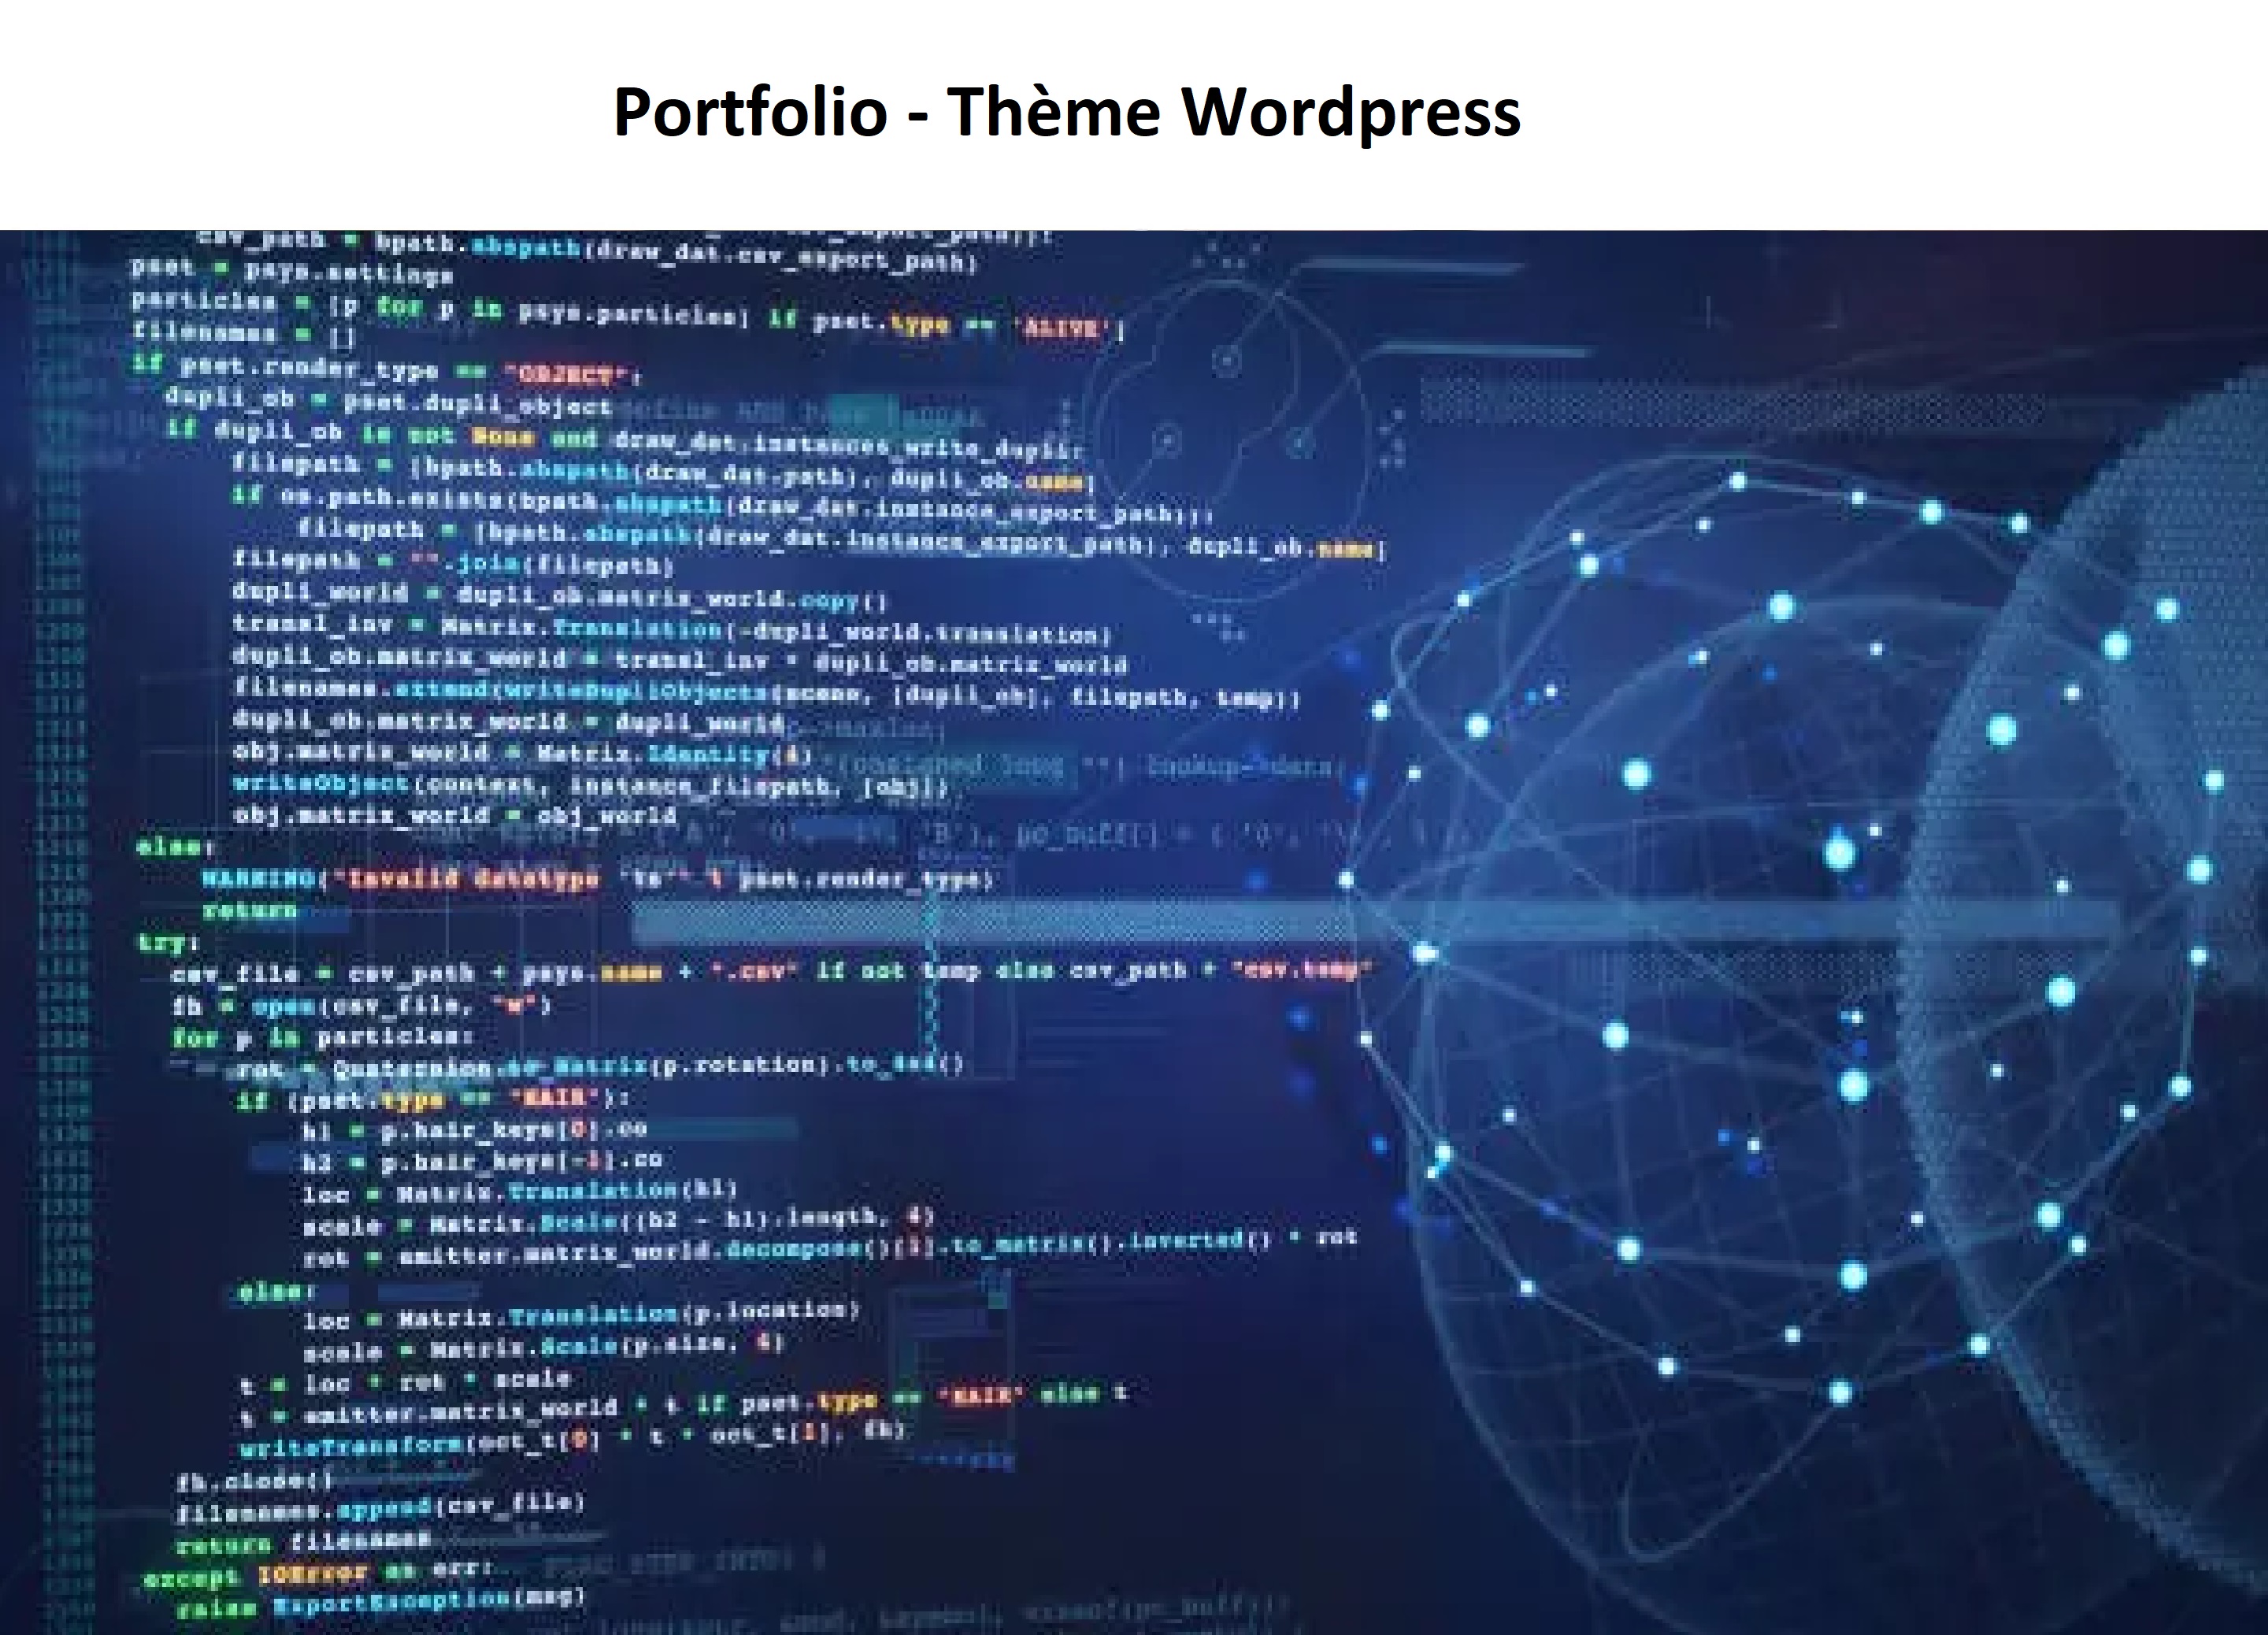 Portfolio - Thème Wordpress
csv_path = bpath.abspath(draw_dat.csv_export_path)
pset = psys.settings
particles = [p for p in psys.particles] if pset.type == 'ALIVE']
filenames = []
if pset.render_type == "OBJECT":
dupli_ob = pset.dupli_object
if dupli_ob is not None and draw_dat.instances_write_dupli:
filepath = [bpath.abspath(draw_dat.path), dupli_ob.name]
if os.path.exists(bpath.abspath(draw_dat.instance_export_path)):
filepath = [bpath.abspath(draw_dat.instance_export_path), dupli_ob.name]
filepath = "".join(filepath)
dupli_world = dupli_ob.matrix_world.copy()
transl_inv = Matrix.Translation(-dupli_world.translation)
dupli_ob.matrix_world = transl_inv * dupli_ob.matrix_world
filenames.extend(writeDupliObjects(scene, [dupli_ob], filepath, temp))
dupli_ob.matrix_world = dupli_world
obj.matrix_world = Matrix.Identity(4)
writeObject(context, instance_filepath, [obj])
obj.matrix_world = obj_world
else:
WARNING("Invalid datatype pset.render_type)
return
try:
csv_file = csv_path + psys.name + ".csv" if not temp else csv_path + "csv.temp"
fh = open(csv_file, "w")
for p in particles:
rot = Quaternion.to_Matrix(p.rotation).to_4x4()
if (pset.type == 'HAIR'):
h1 = p.hair_keys[0].co
h2 = p.hair_keys[-1].co
loc = Matrix.Translation(h1)
scale = Matrix.Scale((h2 - h1).length, 4)
rot = emitter.matrix_world.decompose()[1].to_matrix().inverted() * rot
else:
loc = Matrix.Translation(p.location)
scale = Matrix.Scale(p.size, 4)
t = loc * rot * scale
t = emitter.matrix_world * t if pset.type == 'HAIR' else t
writeTransform(oct_t[0] * t * oct_t[1], fh)
fh.close()
filenames.append(csv_file)
return filenames
except IOError as err:
raise ExportException(msg)